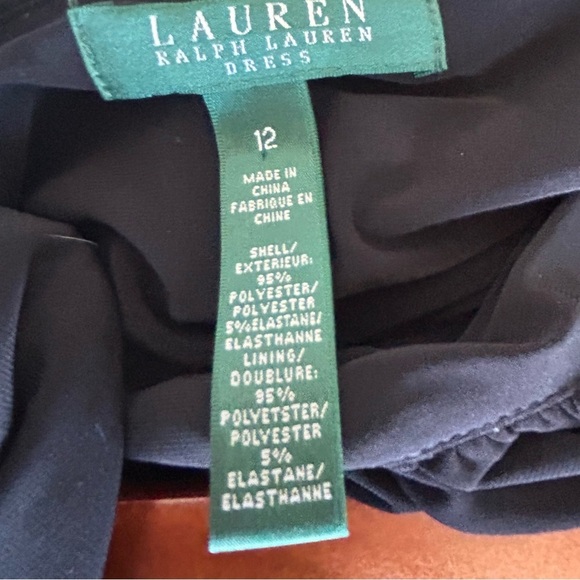 LAUREN
RALPH LAUREN
DRESS
12
MADE IN
CHINA
FABRIQUE EN
CHINE
SHELL/
EXTERIEUR:
95%
POLYESTER/
POLYESTER
5%ELASTANE/
ELASTHANNE
LINING/
DOUBLURE:
95%
POLYETSTER/
POLYESTER
5%
ELASTANE/
ELASTHANNE